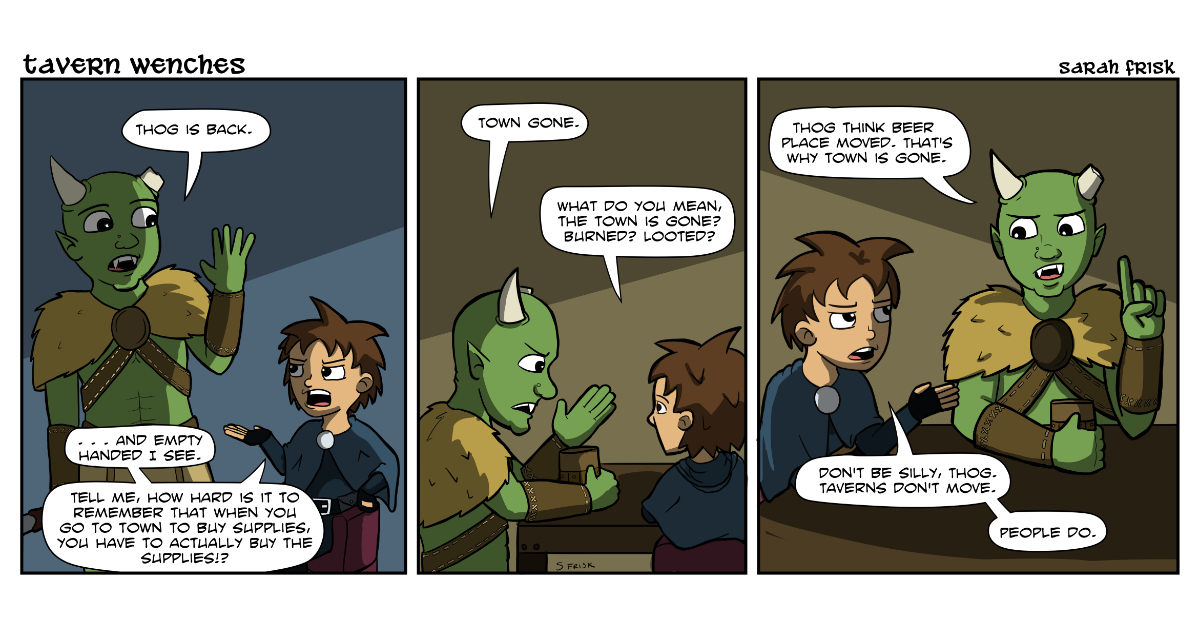 TAVERN WENCHES
SARAH FRISK
THOG IS BACK.
. . . AND EMPTY
HANDED I SEE.
TELL ME, HOW HARD IS IT TO
REMEMBER THAT WHEN YOU
GO TO TOWN TO BUY SUPPLIES,
YOU HAVE TO ACTUALLY BUY THE
SUPPLIES!?
TOWN GONE.
WHAT DO YOU MEAN,
THE TOWN IS GONE?
BURNED? LOOTED?
S FRISK
THOG THINK BEER
PLACE MOVED. THAT'S
WHY TOWN IS GONE.
DON'T BE SILLY, THOG.
TAVERNS DON'T MOVE.
PEOPLE DO.